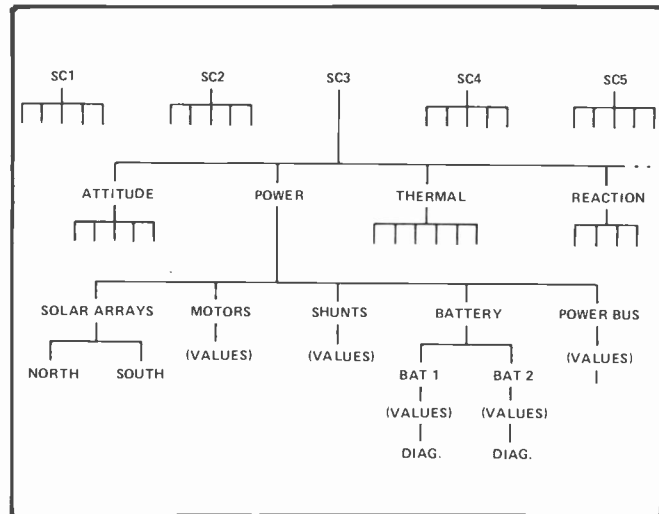 SC1 SC2 SC3 SC4 SC5
ATTITUDE POWER THERMAL REACTION
SOLAR ARRAYS MOTORS SHUNTS BATTERY POWER BUS
(VALUES) (VALUES) (VALUES)
NORTH SOUTH BAT 1 BAT 2
(VALUES) (VALUES)
DIAG. DIAG.